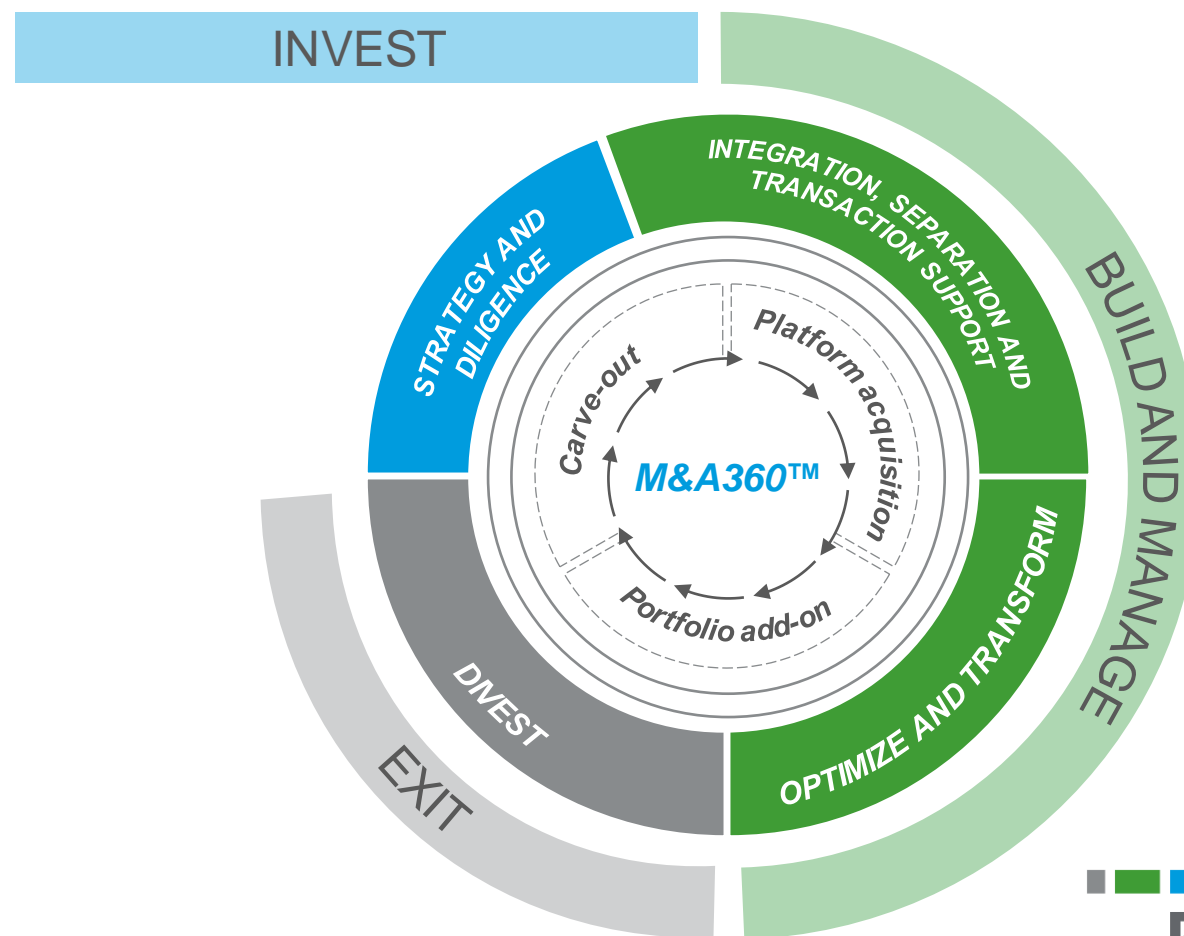 INVEST
INTEGRATION, SEPARATION AND
TRANSACTION SUPPORT
STRATEGY AND
DILIGENCE
BUILD AND MANAGE
Carve-out
Platform acquisition
M&A360™
Portfolio add-on
DIVEST
OPTIMIZE AND TRANSFORM
EXIT